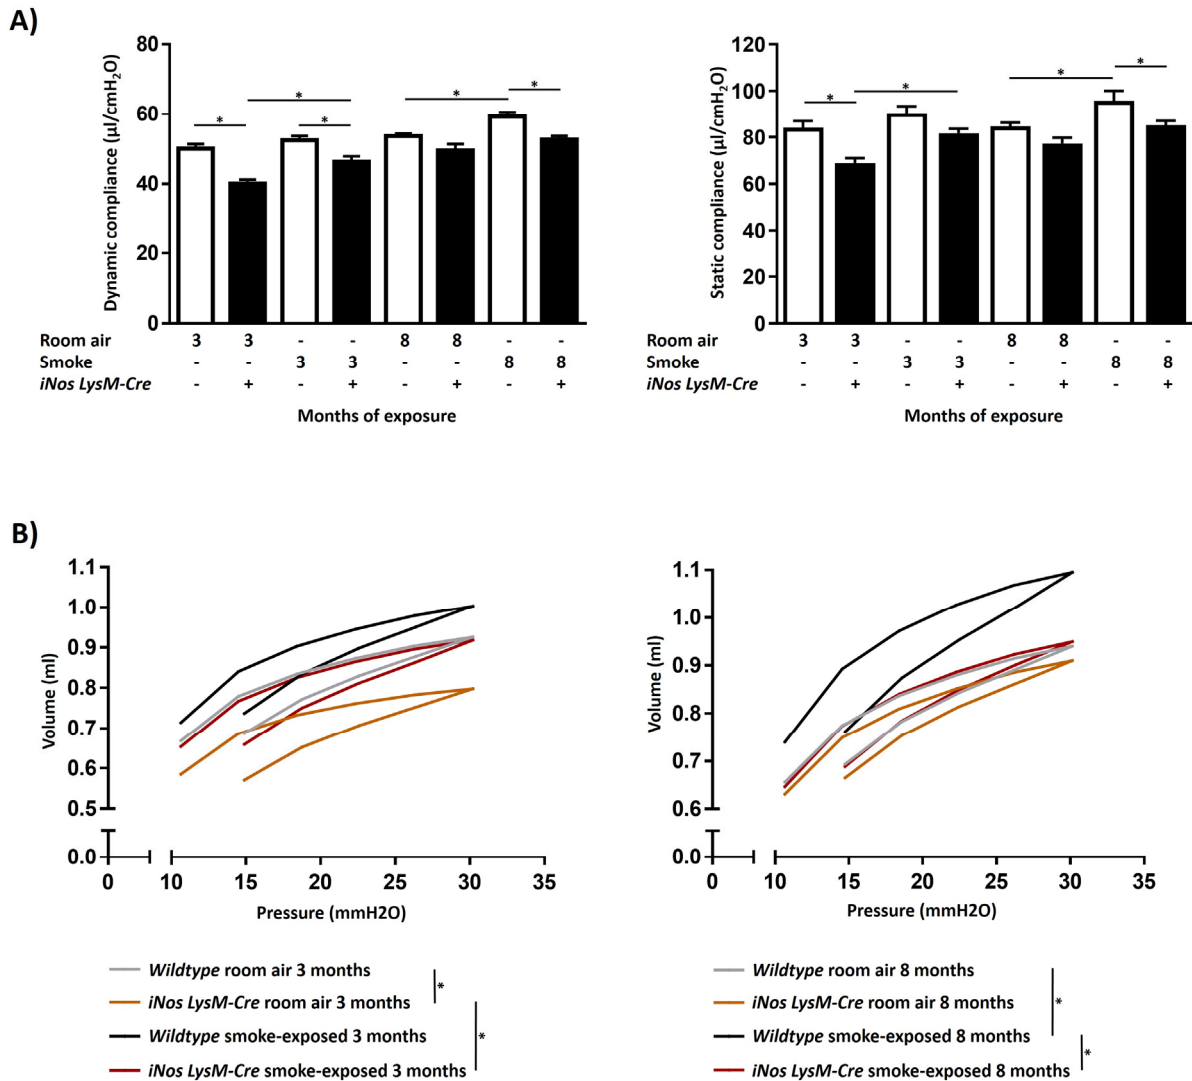 A)
Dynamic compliance (µl/cmH2O)
80
60
40
20
0
* * * * * *
Room air 3 3 - - 8 8 - -
Smoke - - 3 3 - - 8 8
iNos LysM-Cre - + - + - + - +
Months of exposure
Static compliance (µl/cmH2O)
120
100
80
60
40
20
0
* * * *
Room air 3 3 - - 8 8 - -
Smoke - - 3 3 - - 8 8
iNos LysM-Cre - + - + - + - +
Months of exposure
B)
Volume (ml)
1.1
1.0
0.9
0.8
0.7
0.6
0.5
0.0
0 10 15 20 25 30 35
Pressure (mmH2O)
Wildtype room air 3 months
iNos LysM-Cre room air 3 months
Wildtype smoke-exposed 3 months
iNos LysM-Cre smoke-exposed 3 months
*
*
Volume (ml)
1.1
1.0
0.9
0.8
0.7
0.6
0.0
0 10 15 20 25 30 35
Pressure (mmH2O)
Wildtype room air 8 months
iNos LysM-Cre room air 8 months
Wildtype smoke-exposed 8 months
iNos LysM-Cre smoke-exposed 8 months
*
*